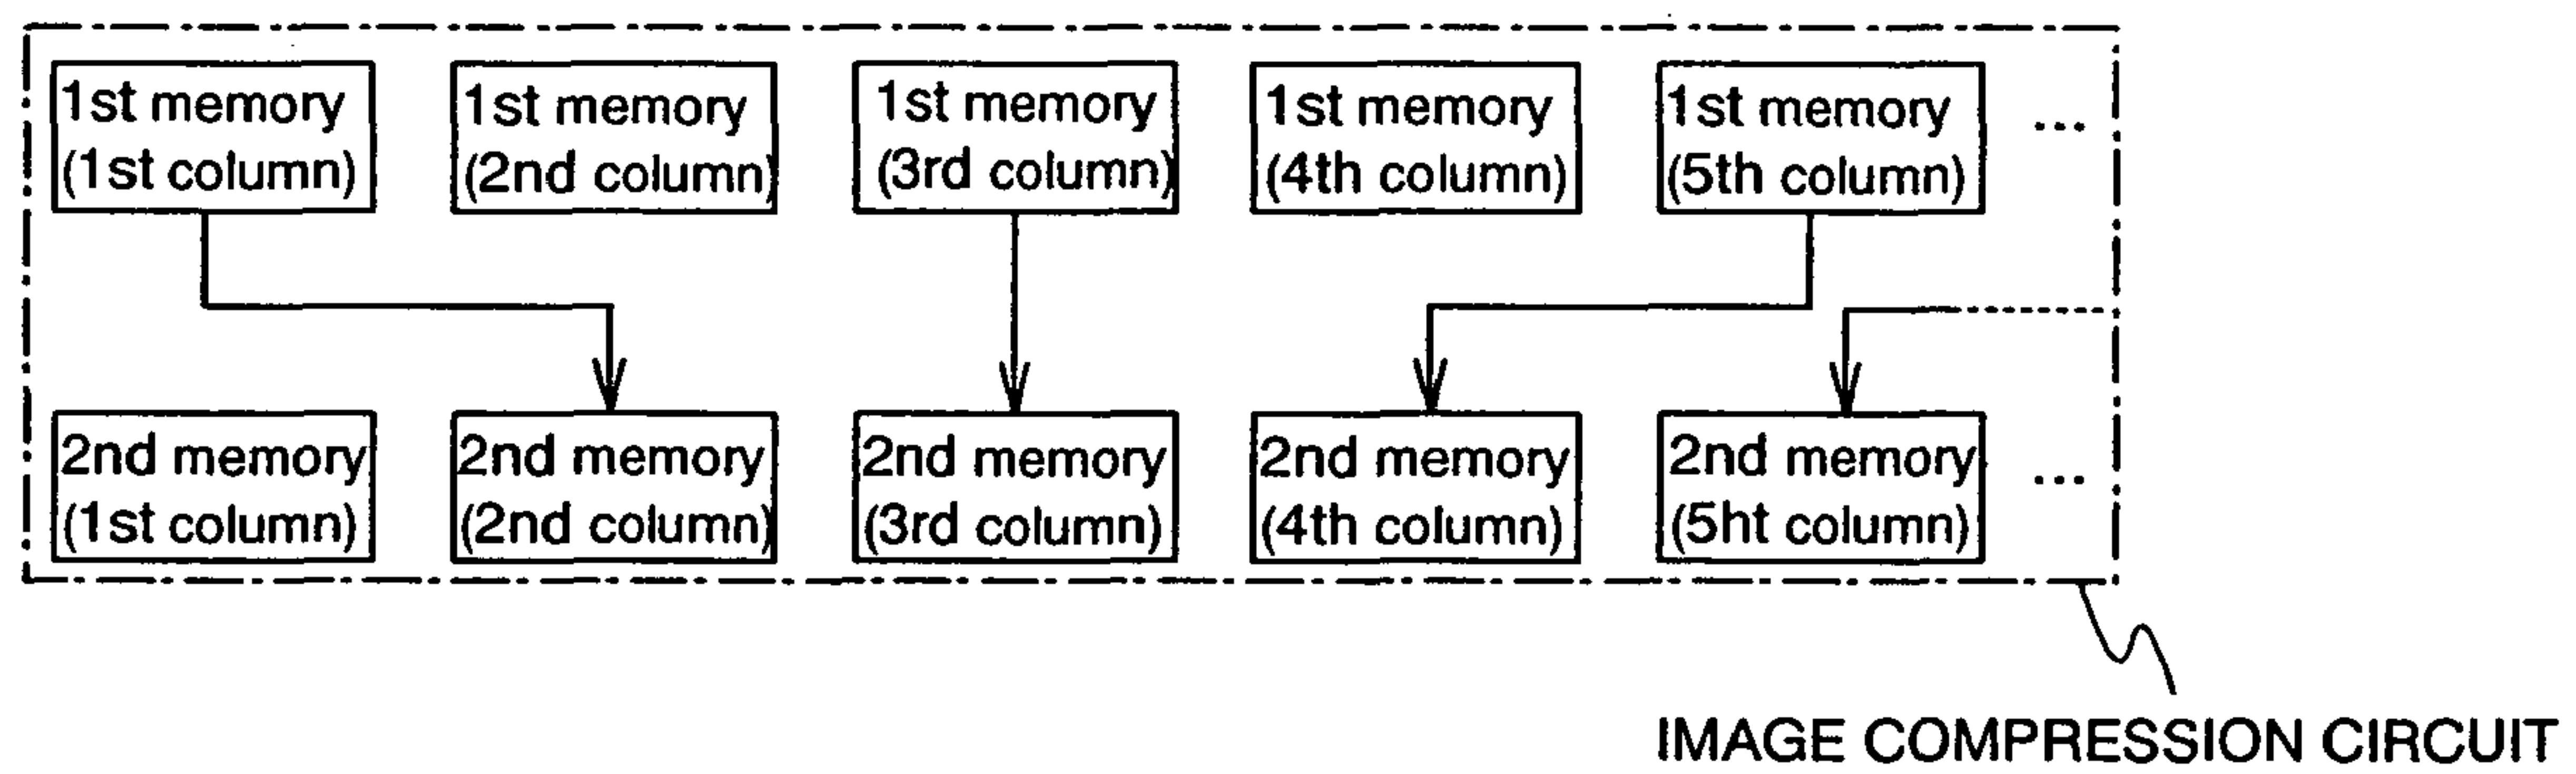 1st memory
(1st column)
1st memory
(2nd column)
1st memory
(3rd column)
1st memory
(4th column)
1st memory
(5th column)
...
2nd memory
(1st column)
2nd memory
(2nd column)
2nd memory
(3rd column)
2nd memory
(4th column)
2nd memory
(5ht column)
...
IMAGE COMPRESSION CIRCUIT